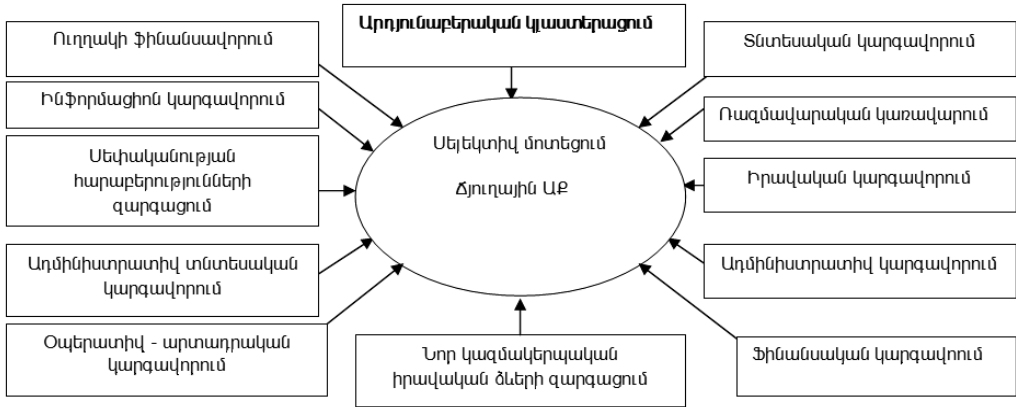 Արդյունաբերական կլաստերացում
Ուղղակի ֆինանսավորում
Տնտեսական կարգավորում
Ինֆորմացիոն կարգավորում
Ռազմավարական կառավարում
Սելեկտիվ մոտեցում
Ճյուղային ԱՔ
Սեփականության
հարաբերությունների
զարգացում
Իրավական կարգավորում
Ադմինիստրատիվ տնտեսական
կարգավորում
Ադմինիստրատիվ կարգավորում
Օպերատիվ - արտադրական
կարգավորում
Նոր կազմակերպական
իրավական ձևերի զարգացում
Ֆինանսական կարգավոում